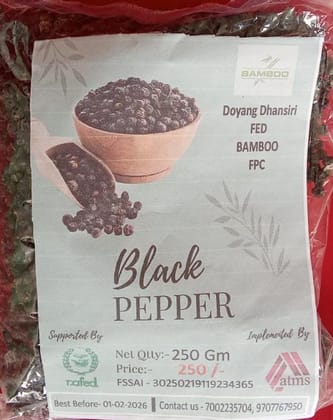 BAMBOO
Doyang Dhansiri
FED
BAMBOO
FPC
Black
PEPPER
Supported By
Implemented By
nafed
Net Qtty:- 250 Gm
Price:- 250 /-
FSSAI - 30250219119234365
atms
Best Before- 01-02-2026
Contact us - 7002235704, 9707767950